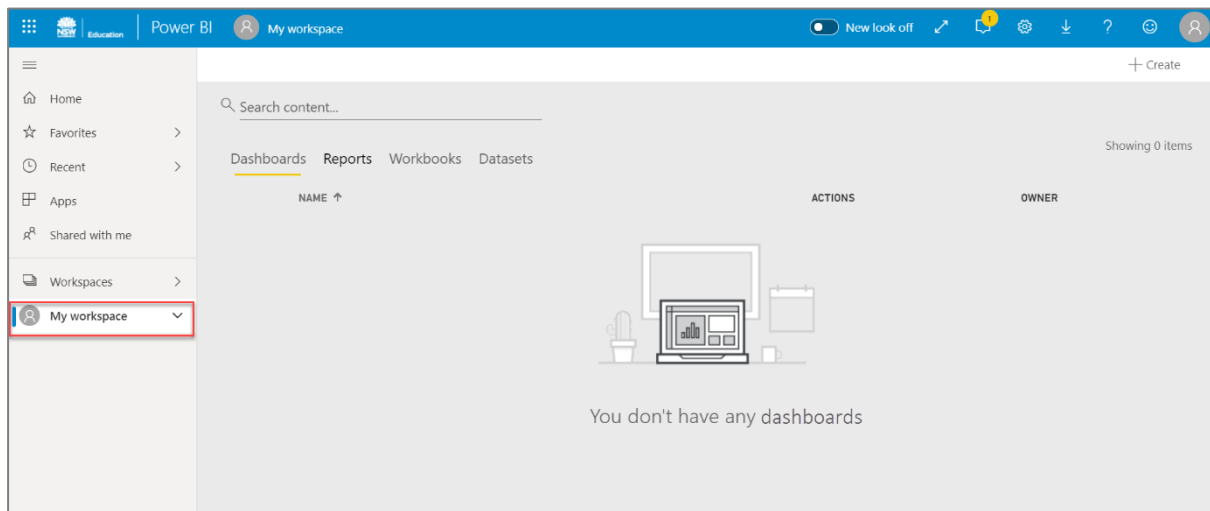 NSW Education Power BI My workspace New look off 1 ?
+ Create
Home
Search content...
Favorites
Showing 0 items
Dashboards Reports Workbooks Datasets
Recent
NAME ↑ ACTIONS OWNER
Apps
Shared with me
Workspaces
My workspace
You don't have any dashboards